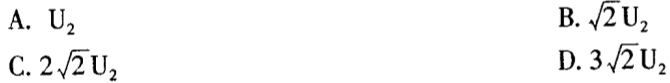 A. U₂ B. √2U₂
C. 2√2U₂ D. 3√2U₂